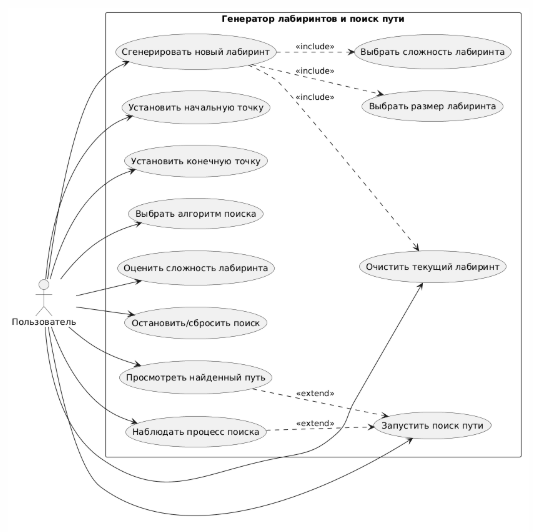 Генератор лабиринтов и поиск пути
Сгенерировать новый лабиринт
«include»
Выбрать сложность лабиринта
«include»
«include»
Установить начальную точку
Выбрать размер лабиринта
Установить конечную точку
Выбрать алгоритм поиска
Оценить сложность лабиринта
Очистить текущий лабиринт
Пользователь
Остановить/сбросить поиск
Просмотреть найденный путь
«extend»
Наблюдать процесс поиска
«extend»
Запустить поиск пути